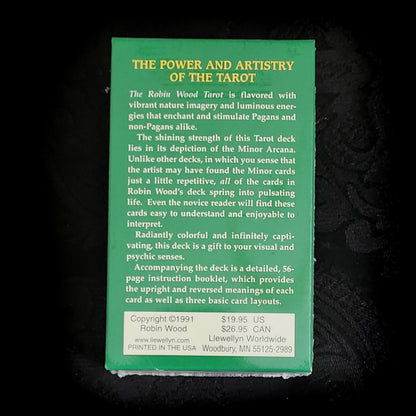 THE POWER AND ARTISTRY
OF THE TAROT
The Robin Wood Tarot is flavored with
vibrant nature imagery and luminous ener-
gies that enchant and stimulate Pagans and
non-Pagans alike.
The shining strength of this Tarot deck
lies in its depiction of the Minor Arcana.
Unlike other decks, in which you sense that
the artist may have found the Minor cards
just a little repetitive, all of the cards in
Robin Wood's deck spring into pulsating
life. Even the novice reader will find these
cards easy to understand and enjoyable to
interpret.
Radiantly colorful and infinitely capti-
vating, this deck is a gift to your visual and
psychic senses.
Accompanying the deck is a detailed, 56-
page instruction booklet, which provides
the upright and reversed meanings of each
card as well as three basic card layouts.
Copyright ©1991
Robin Wood
www.llewellyn.com
PRINTED IN THE USA
$19.95 US
$26.95 CAN
Llewellyn Worldwide
Woodbury, MN 55125-2989